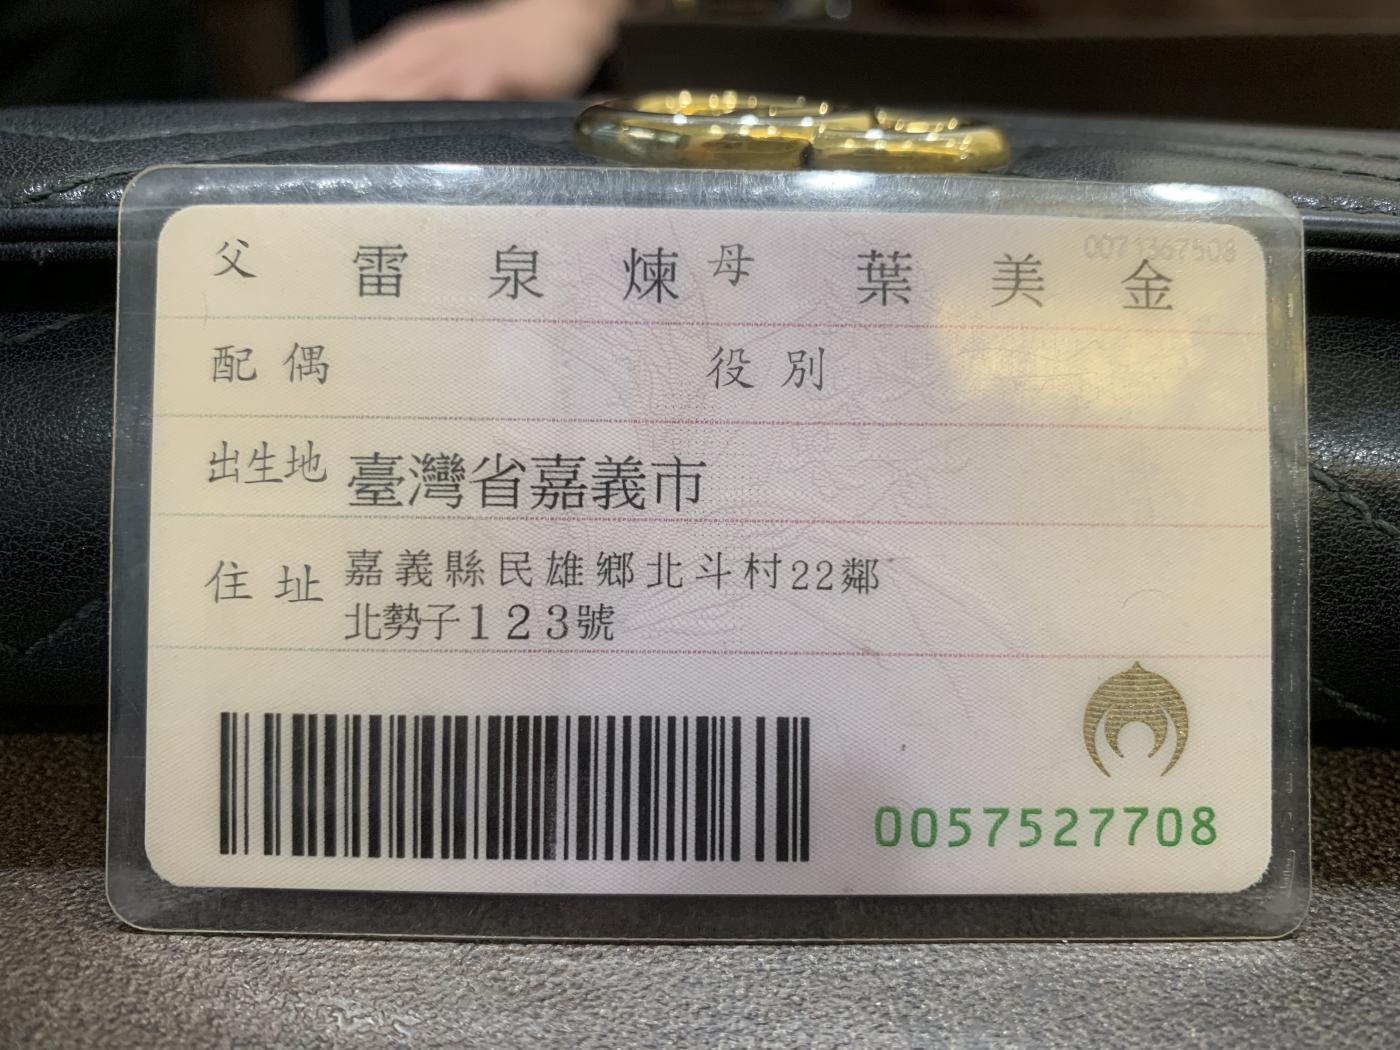 父 雷泉煉 母 葉美金
配偶 役別
出生地 臺灣省嘉義市
住址 嘉義縣民雄鄉北斗村22鄰
北勢子123號
0057527708